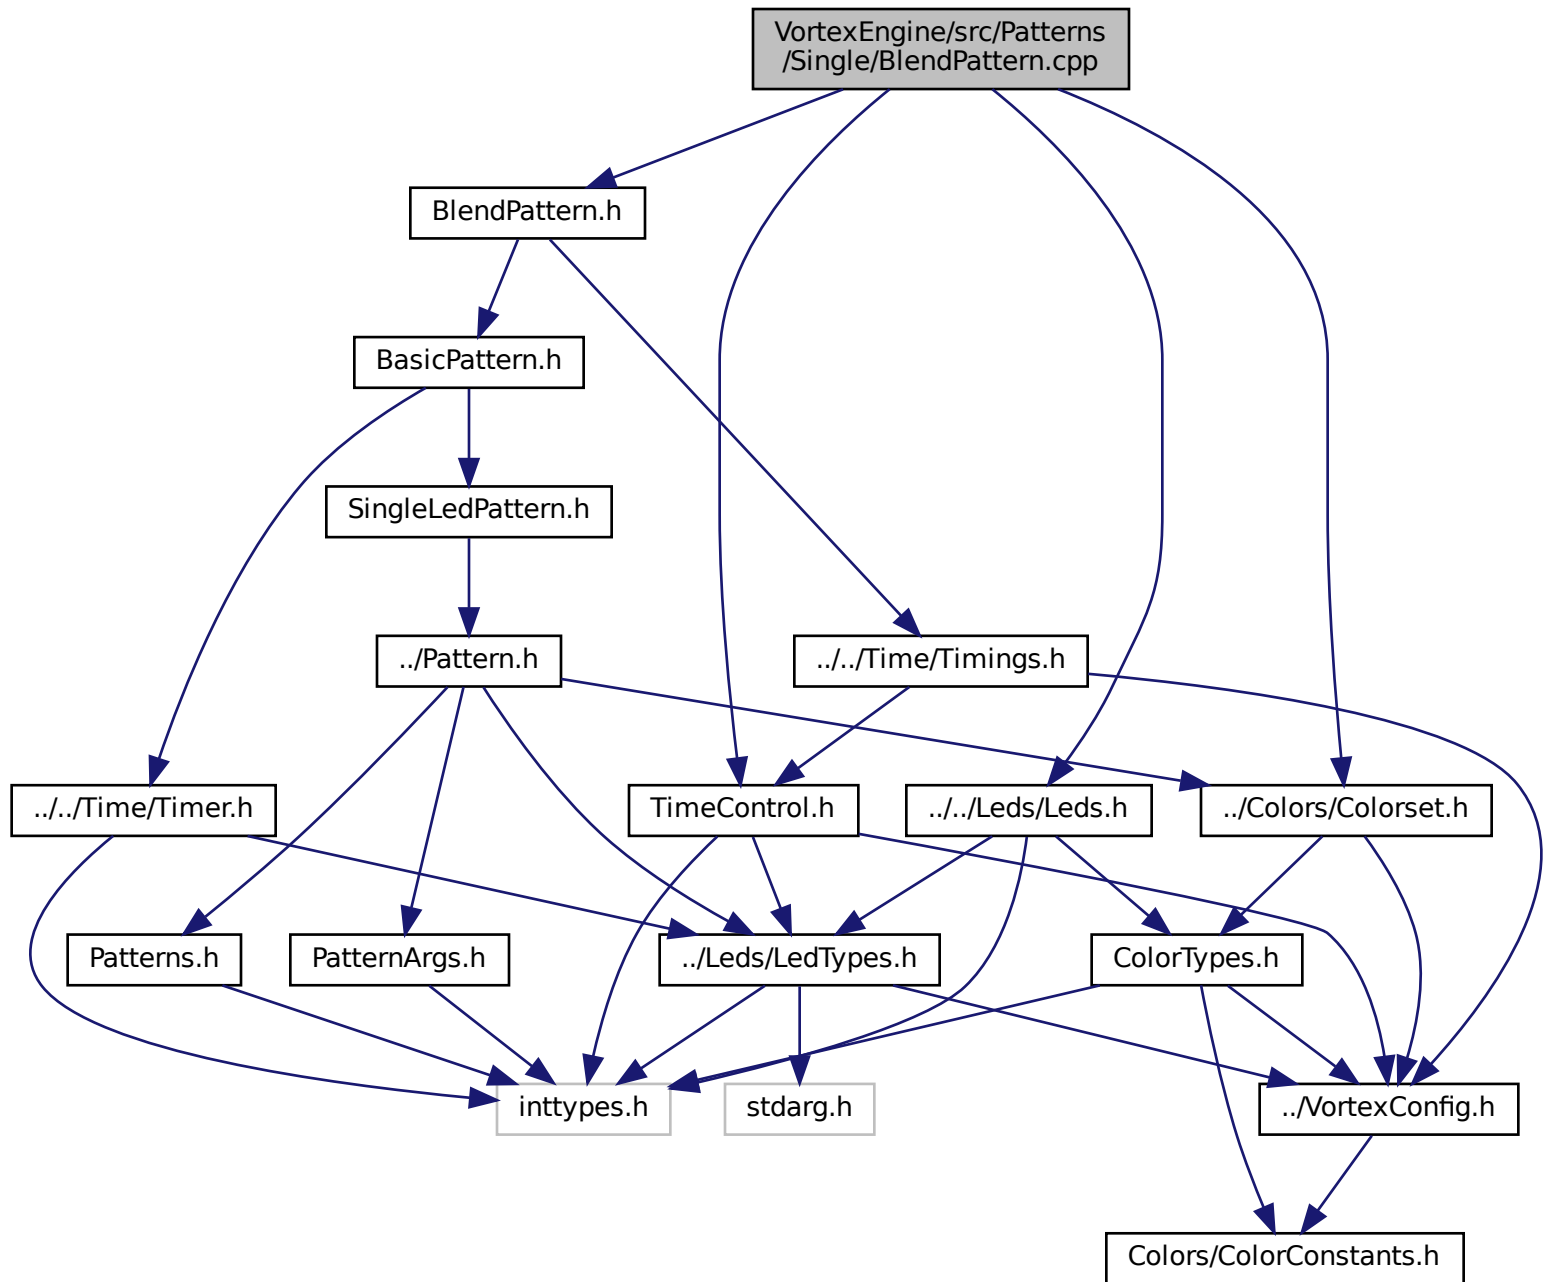 VortexEngine/src/Patterns
/Single/BlendPattern.cpp
BlendPattern.h
BasicPattern.h
SingleLedPattern.h
../Pattern.h
../../Time/Timings.h
../../Time/Timer.h
TimeControl.h
../../Leds/Leds.h
../Colors/Colorset.h
Patterns.h
PatternArgs.h
../Leds/LedTypes.h
ColorTypes.h
inttypes.h
stdarg.h
../VortexConfig.h
Colors/ColorConstants.h